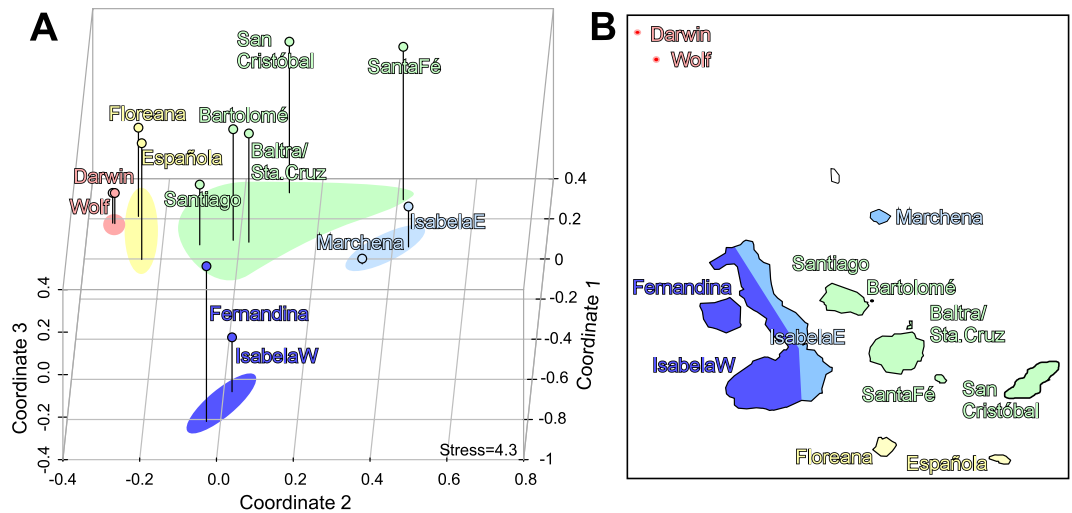 A
San
Cristóbal
SantaFé
Floreana
Bartolomé
Española
Baltra/
Sta.Cruz
Darwin
Wolf
Santiago
IsabelaE
Marchena
Fernandina
IsabelaW
0.4
0.2
0
-0.2
-0.4
-0.6
-0.8
-1
Coordinate 1
0.4
0.2
0.0
-0.2
-0.4
Coordinate 3
Stress=4.3
-0.4
-0.2
0.0
0.2
0.4
0.6
0.8
Coordinate 2
B
Darwin
Wolf
Marchena
Santiago
Fernandina
Bartolomé
Baltra/
Sta.Cruz
IsabelaE
IsabelaW
SantaFé
San
Cristóbal
Floreana
Española